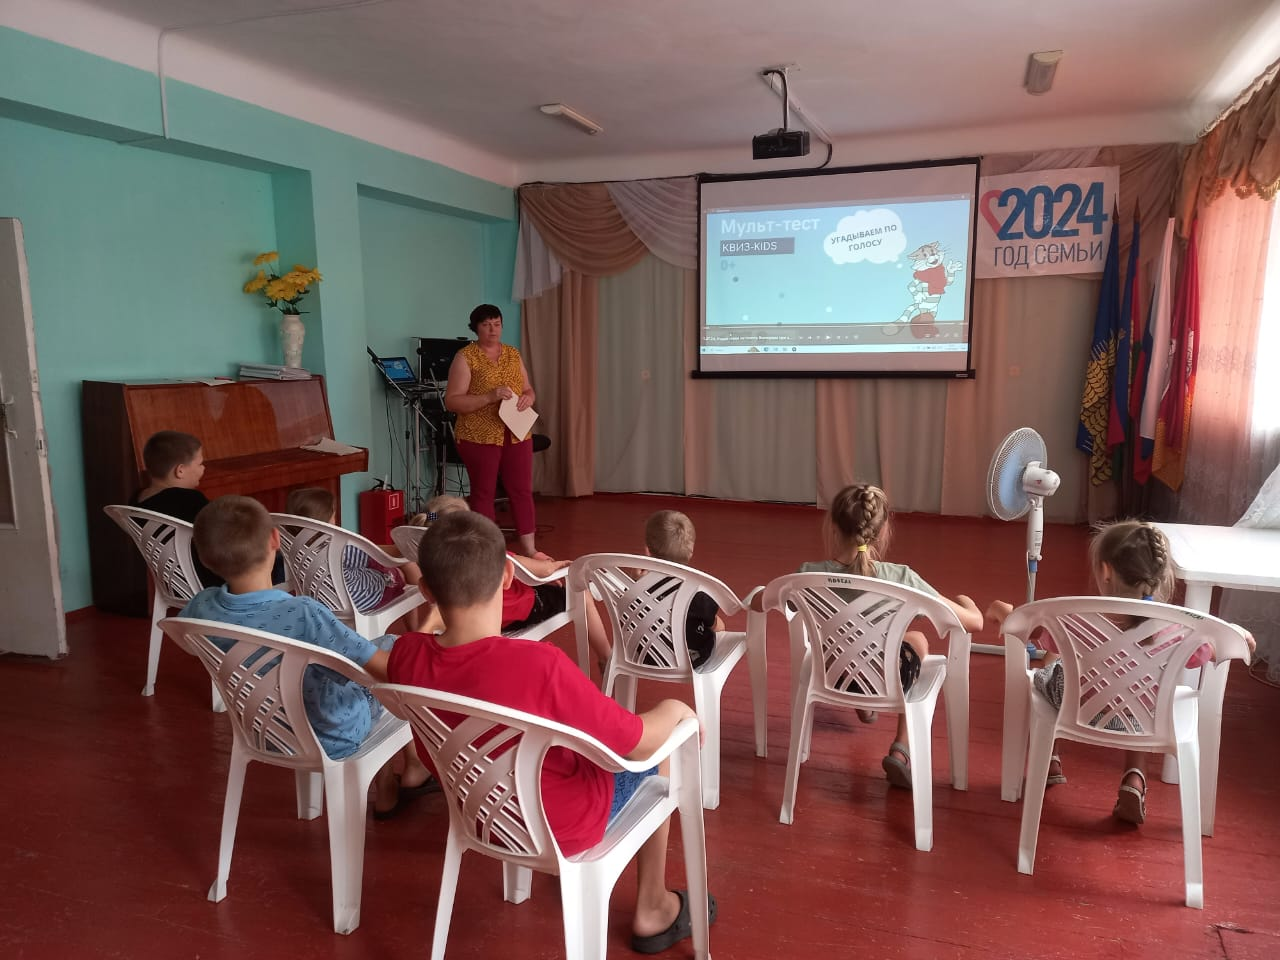 Мульт-тест
КВИЗ-KIDS
0+
УГАДЫВАЕМ ПО
ГОЛОСУ
2024
ГОД СЕМЬИ